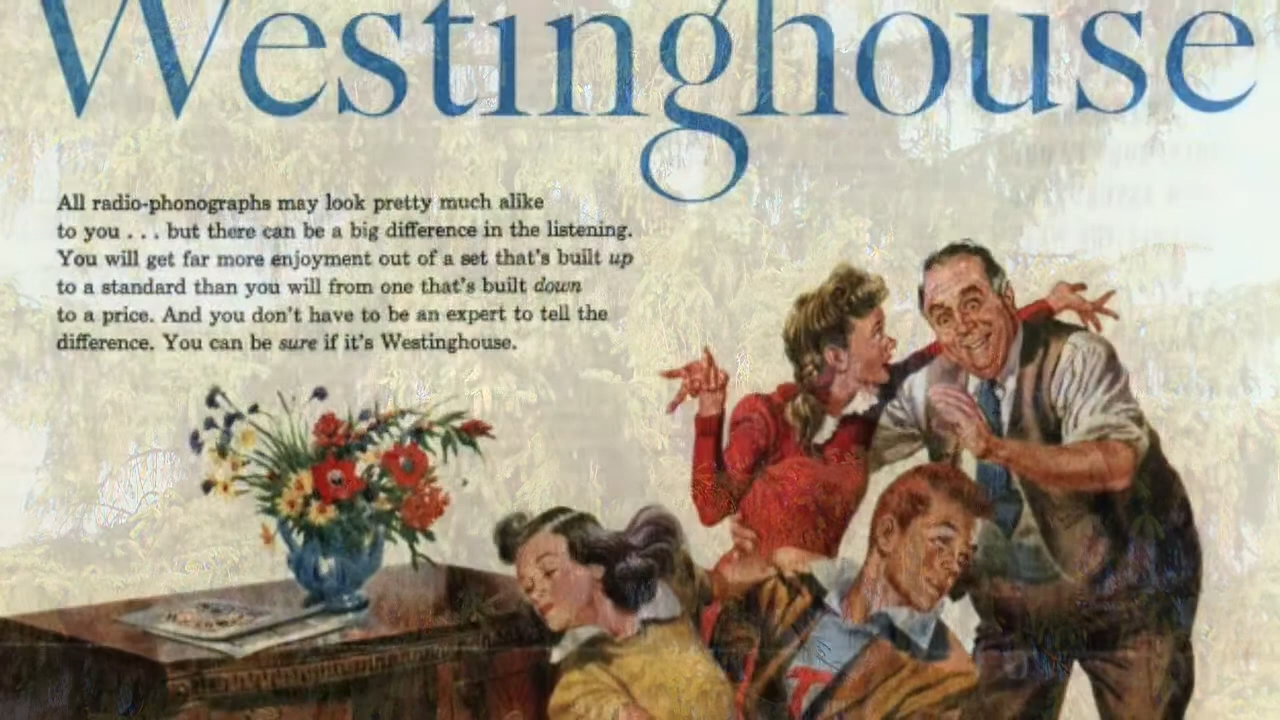 Westinghouse
All radio-phonographs may look pretty much alike
to you . . . but there can be a big difference in the listening.
You will get far more enjoyment out of a set that's built up
to a standard than you will from one that's built down
to a price. And you don't have to be an expert to tell the
difference. You can be sure if it's Westinghouse.